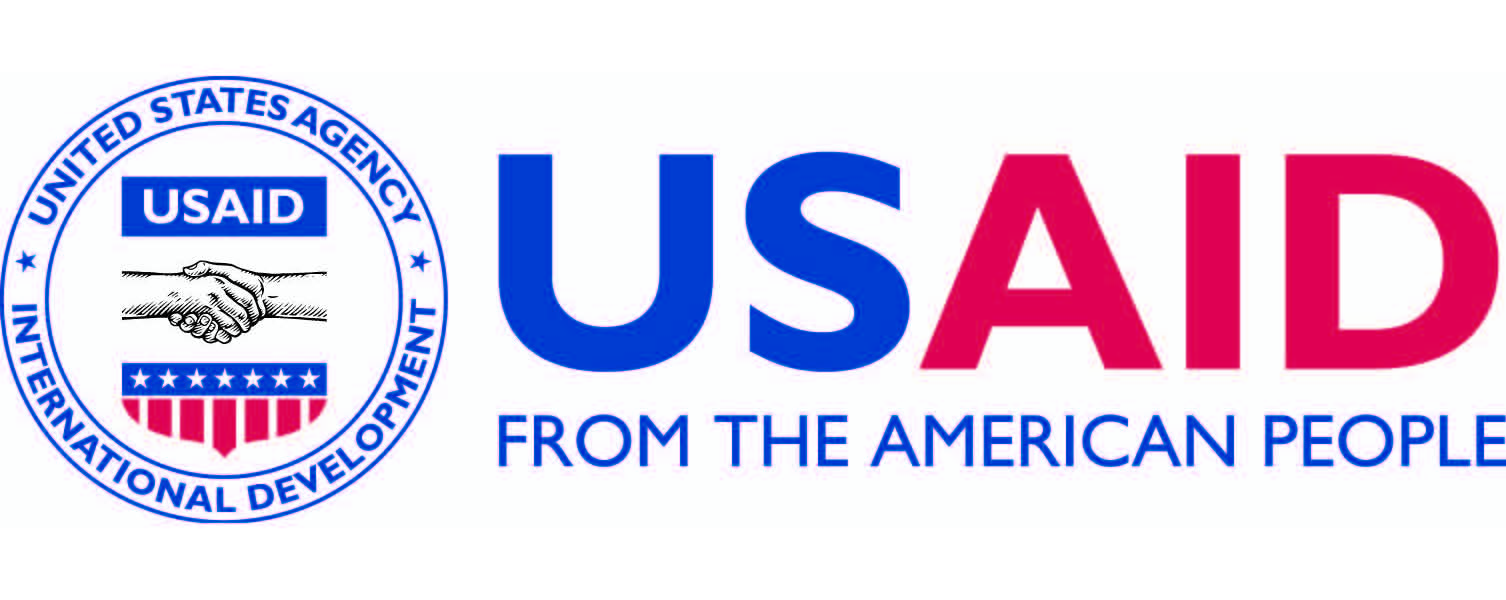 UNITED STATES AGENCY
INTERNATIONAL DEVELOPMENT
USAID
USAID
FROM THE AMERICAN PEOPLE